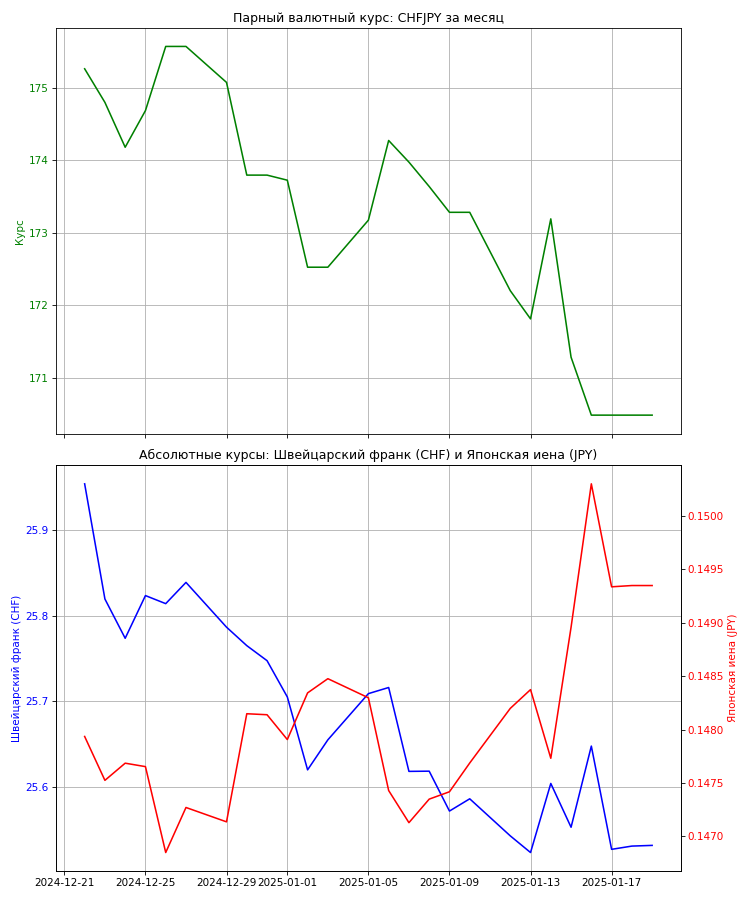 Парный валютный курс: CHFJPY за месяц
175
174
173
172
171
Курс
Абсолютные курсы: Швейцарский франк (CHF) и Японская иена (JPY)
25.9
25.8
25.7
25.6
Швейцарский франк (CHF)
0.1500
0.1495
0.1490
0.1485
0.1480
0.1475
0.1470
Японская иена (JPY)
2024-12-21 2024-12-25 2024-12-29 2025-01-01 2025-01-05 2025-01-09 2025-01-13 2025-01-17